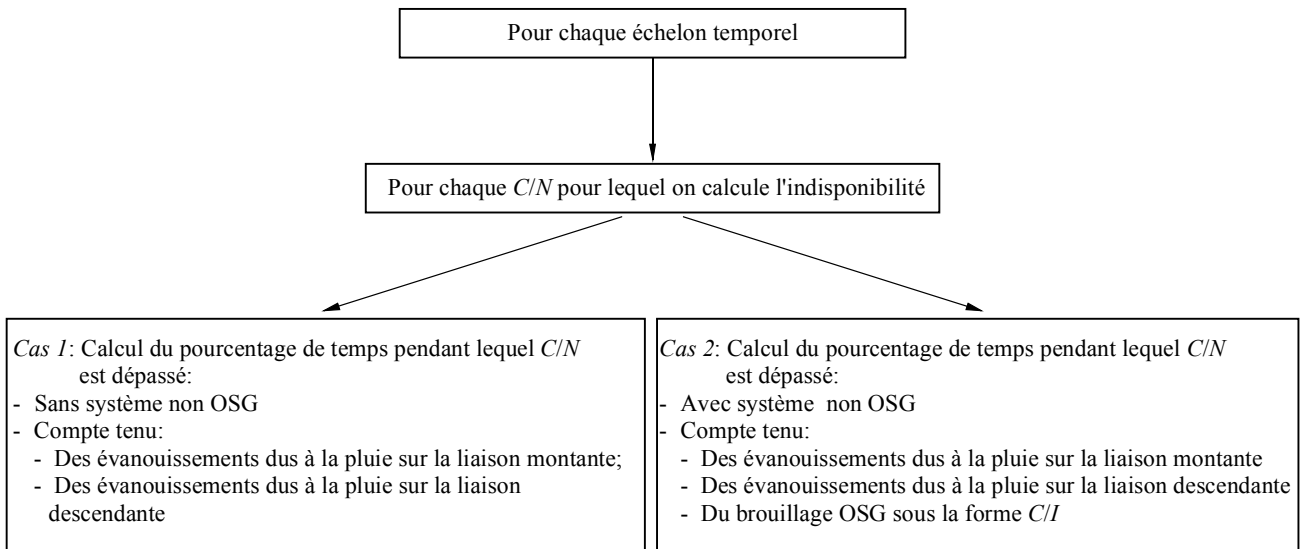 Pour chaque échelon temporel
Pour chaque C/N pour lequel on calcule l'indisponibilité
Cas 1: Calcul du pourcentage de temps pendant lequel C/N
est dépassé:
- Sans système non OSG
- Compte tenu:
- Des évanouissements dus à la pluie sur la liaison montante;
- Des évanouissements dus à la pluie sur la liaison
descendante
Cas 2: Calcul du pourcentage de temps pendant lequel C/N
est dépassé:
- Avec système non OSG
- Compte tenu:
- Des évanouissements dus à la pluie sur la liaison montante
- Des évanouissements dus à la pluie sur la liaison descendante
- Du brouillage OSG sous la forme C/I